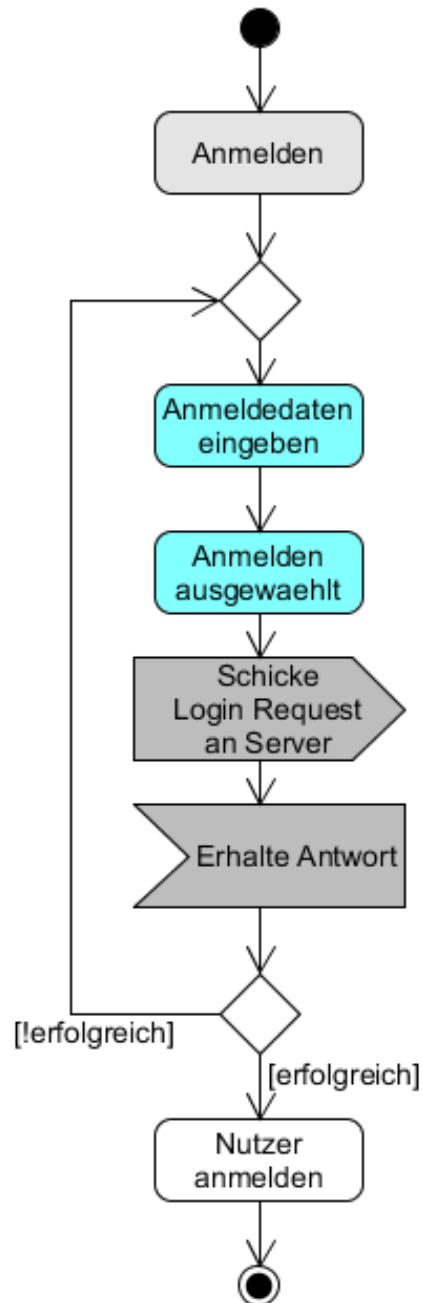 Anmelden
Anmeldedaten
eingeben
Anmelden
ausgewaehlt
Schicke
Login Request
an Server
Erhalte Antwort
[!erfolgreich]
[erfolgreich]
Nutzer
anmelden